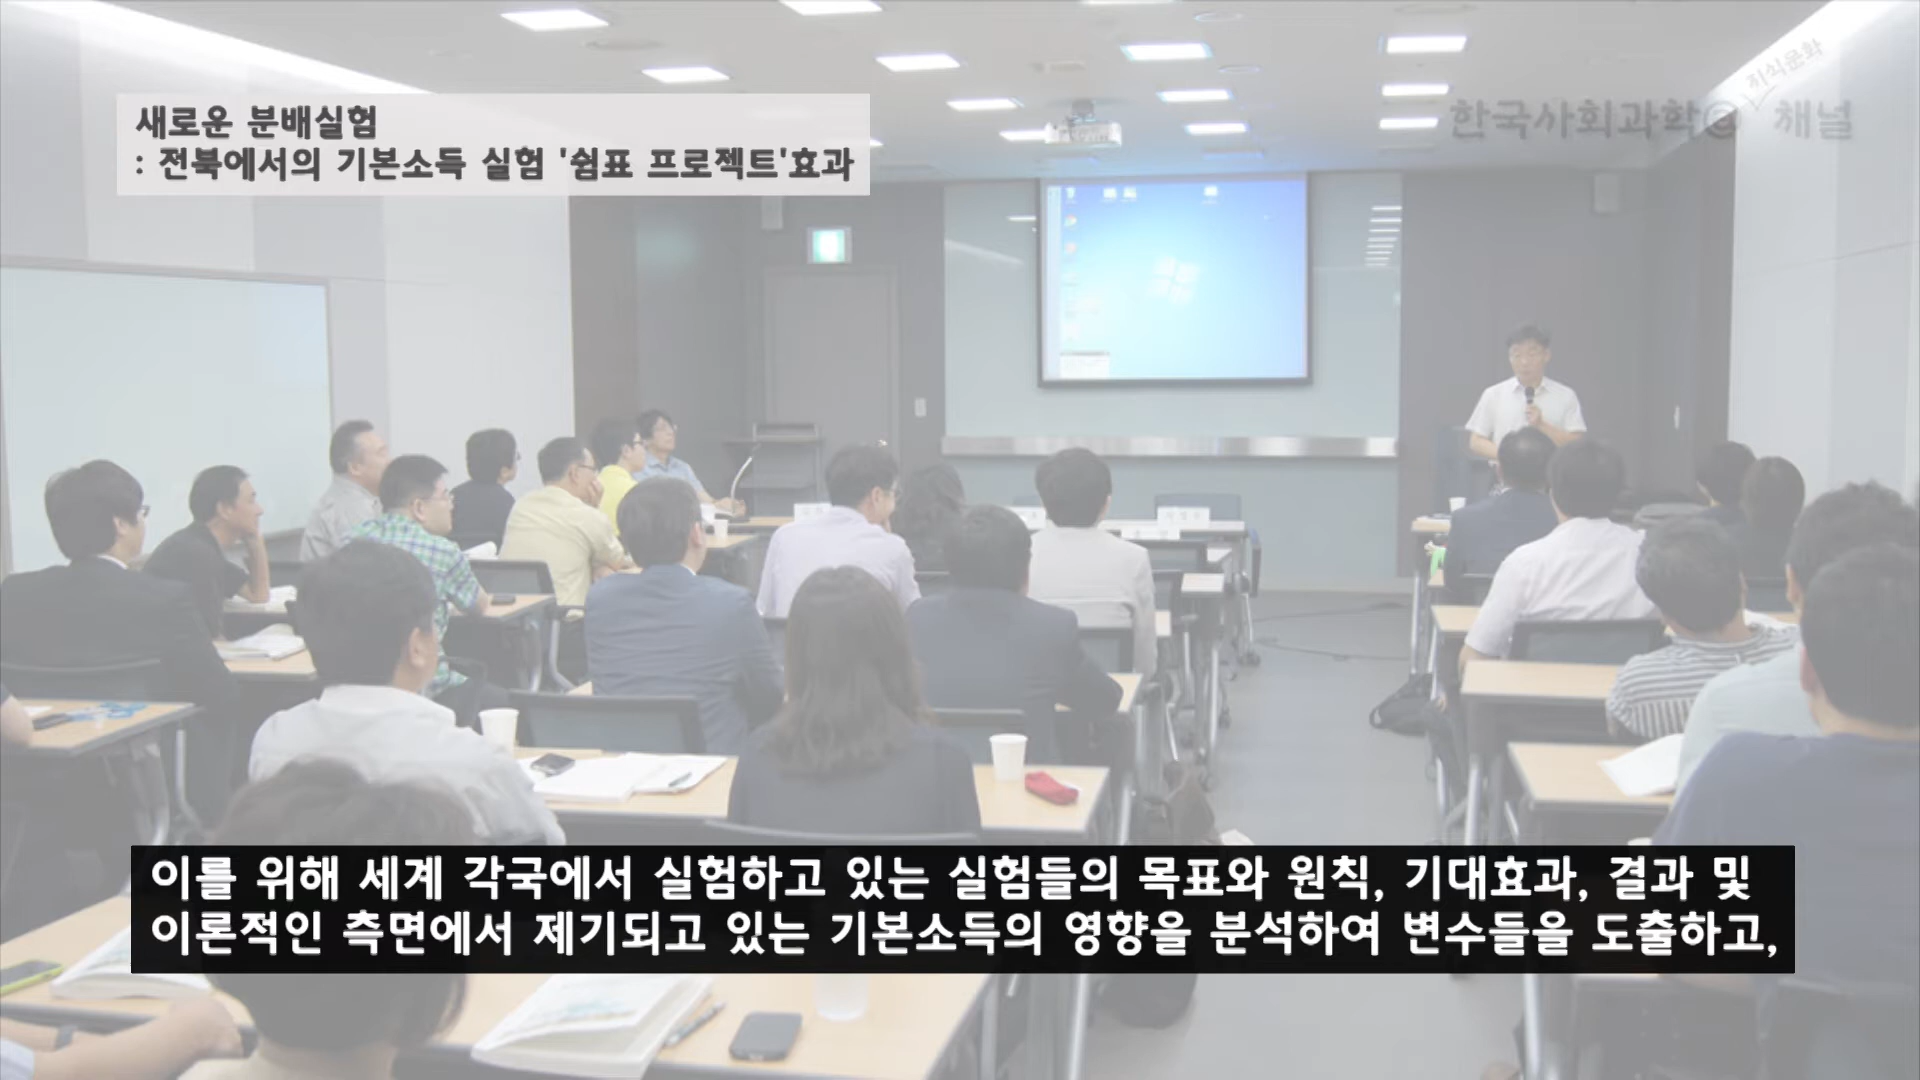 새로운 분배실험
: 전북에서의 기본소득 실험 '쉼표 프로젝트'효과
지식문화
한국사회과학@ 채널
이를 위해 세계 각국에서 실험하고 있는 실험들의 목표와 원칙, 기대효과, 결과 및
이론적인 측면에서 제기되고 있는 기본소득의 영향을 분석하여 변수들을 도출하고,